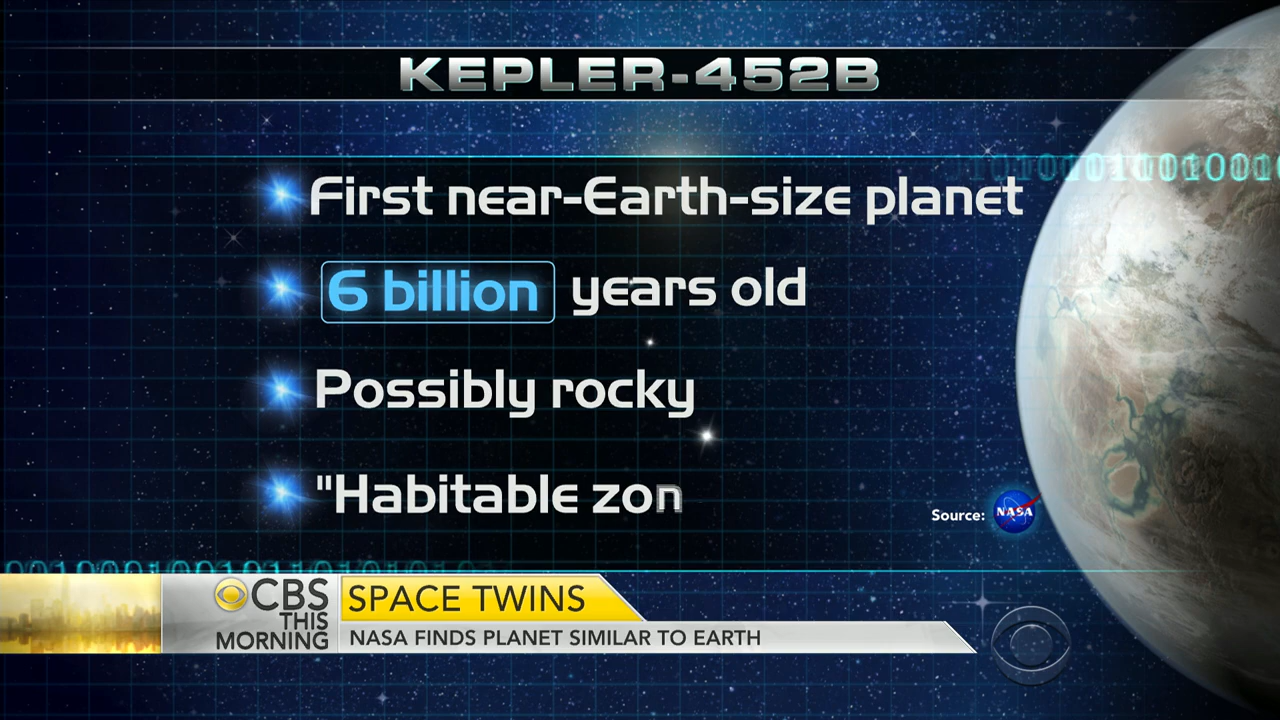 KEPLER-452B
1010101101001
First near-Earth-size planet
6 billion years old
Possibly rocky
"Habitable zon
Source: NASA
CBS
THIS
MORNING
SPACE TWINS
NASA FINDS PLANET SIMILAR TO EARTH